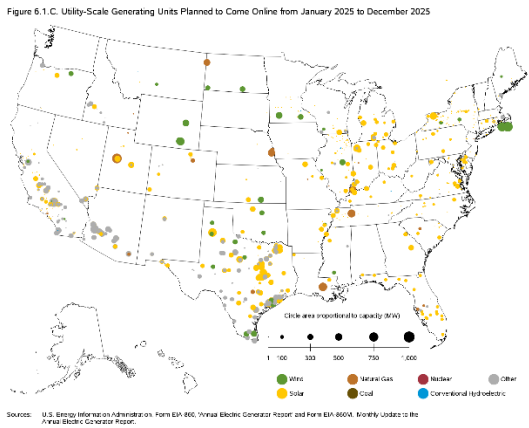 Figure 6.1.C. Utility-Scale Generating Units Planned to Come Online from January 2025 to December 2025
Circle area proportional to capacity (MW)
1 100 300 500 750 1,000
Wind Natural Gas Nuclear Other
Solar Coal Conventional Hydroelectric
Sources: U.S. Energy Information Administration, Form EIA-860, 'Annual Electric Generator Report' and Form EIA-860M, 'Monthly Update to the
Annual Electric Generator Report.'